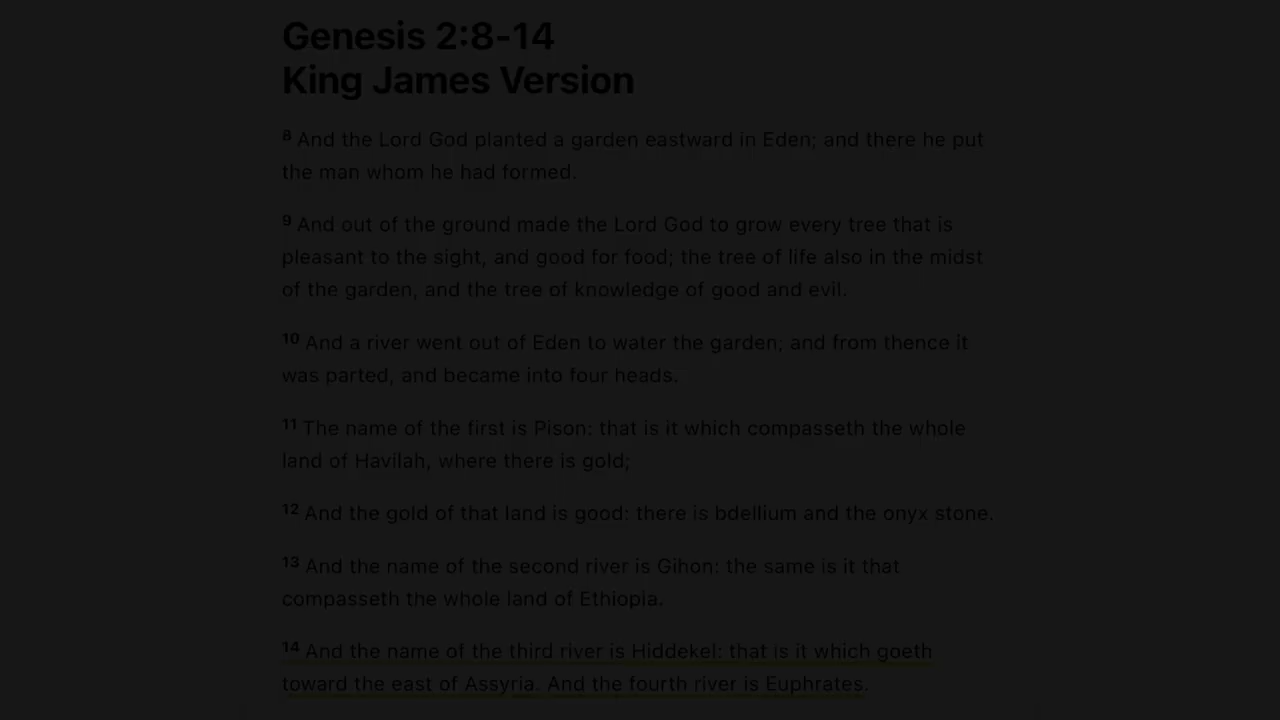 Genesis 2:8-14
King James Version
8 And the Lord God planted a garden eastward in Eden; and there he put
the man whom he had formed.
9 And out of the ground made the Lord God to grow every tree that is
pleasant to the sight, and good for food; the tree of life also in the midst
of the garden, and the tree of knowledge of good and evil.
10 And a river went out of Eden to water the garden; and from thence it
was parted, and became into four heads.
11 The name of the first is Pison: that is it which compasseth the whole
land of Havilah, where there is gold;
12 And the gold of that land is good: there is bdellium and the onyx stone.
13 And the name of the second river is Gihon: the same is it that
compasseth the whole land of Ethiopia.
14 And the name of the third river is Hiddekel: that is it which goeth
toward the east of Assyria. And the fourth river is Euphrates.